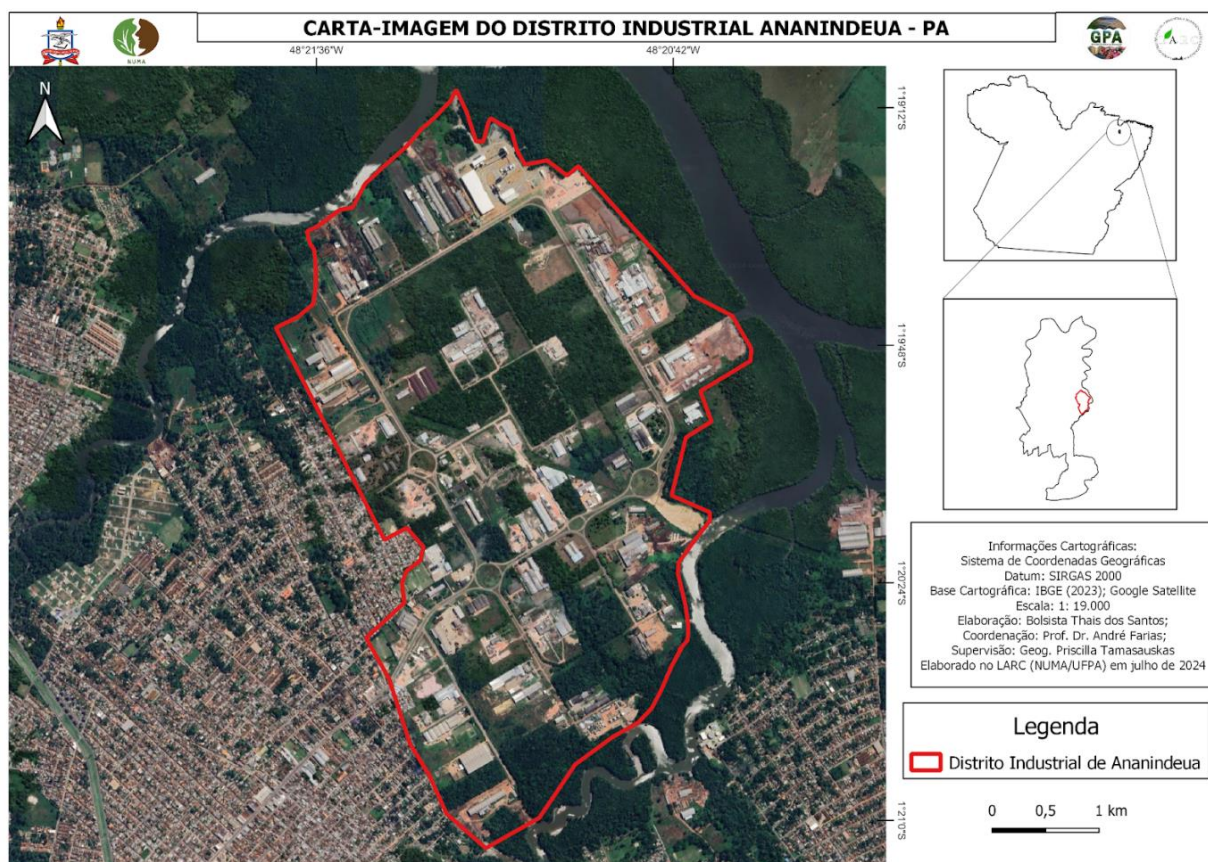 CARTA-IMAGEM DO DISTRITO INDUSTRIAL ANANINDEUA - PA
NUMA
GPA
48°21'36"W
48°20'42"W
N
1°19'12"S
1°19'48"S
1°20'24"S
1°21'0"S
Informações Cartográficas:
Sistema de Coordenadas Geográficas
Datum: SIRGAS 2000
Base Cartográfica: IBGE (2023); Google Satellite
Escala: 1: 19.000
Elaboração: Bolsista Thais dos Santos;
Coordenação: Prof. Dr. André Farias;
Supervisão: Geog. Priscilla Tamasauskas
Elaborado no LARC (NUMA/UFPA) em julho de 2024
Legenda
Distrito Industrial de Ananindeua
0 0,5 1 km